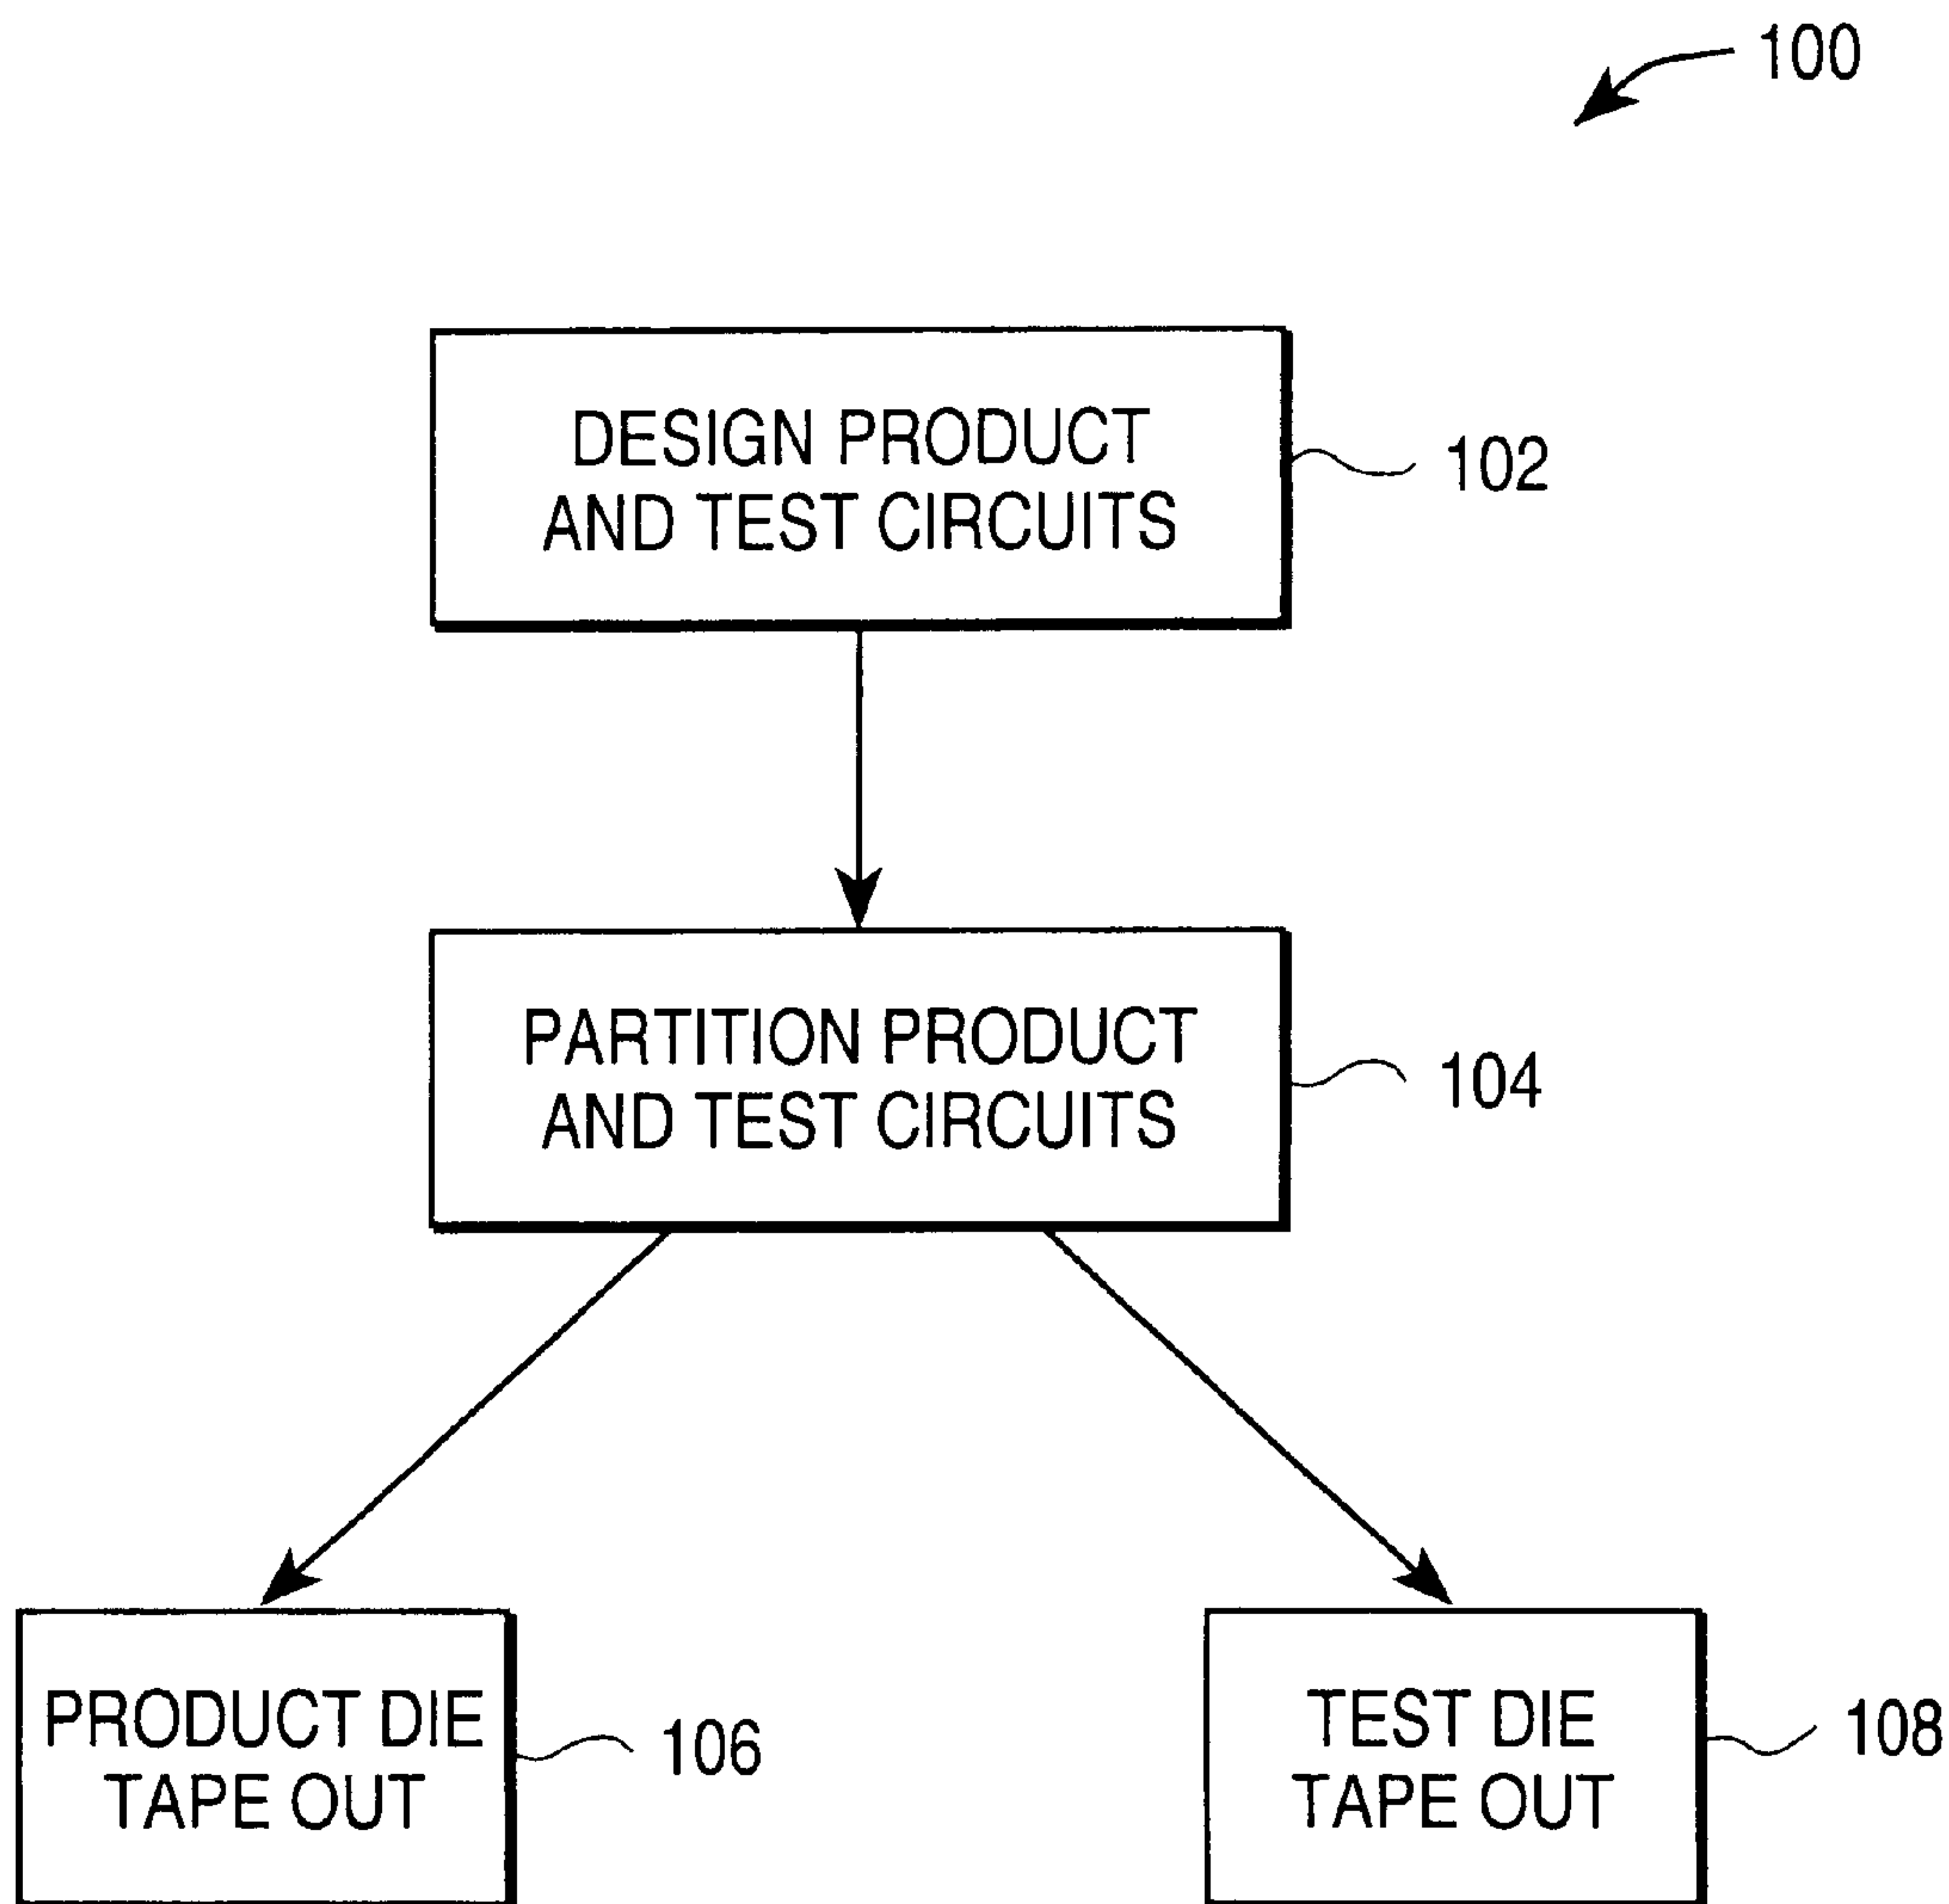 100
DESIGN PRODUCT
AND TEST CIRCUITS
102
PARTITION PRODUCT
AND TEST CIRCUITS
104
PRODUCT DIE
TAPE OUT
106
TEST DIE
TAPE OUT
108